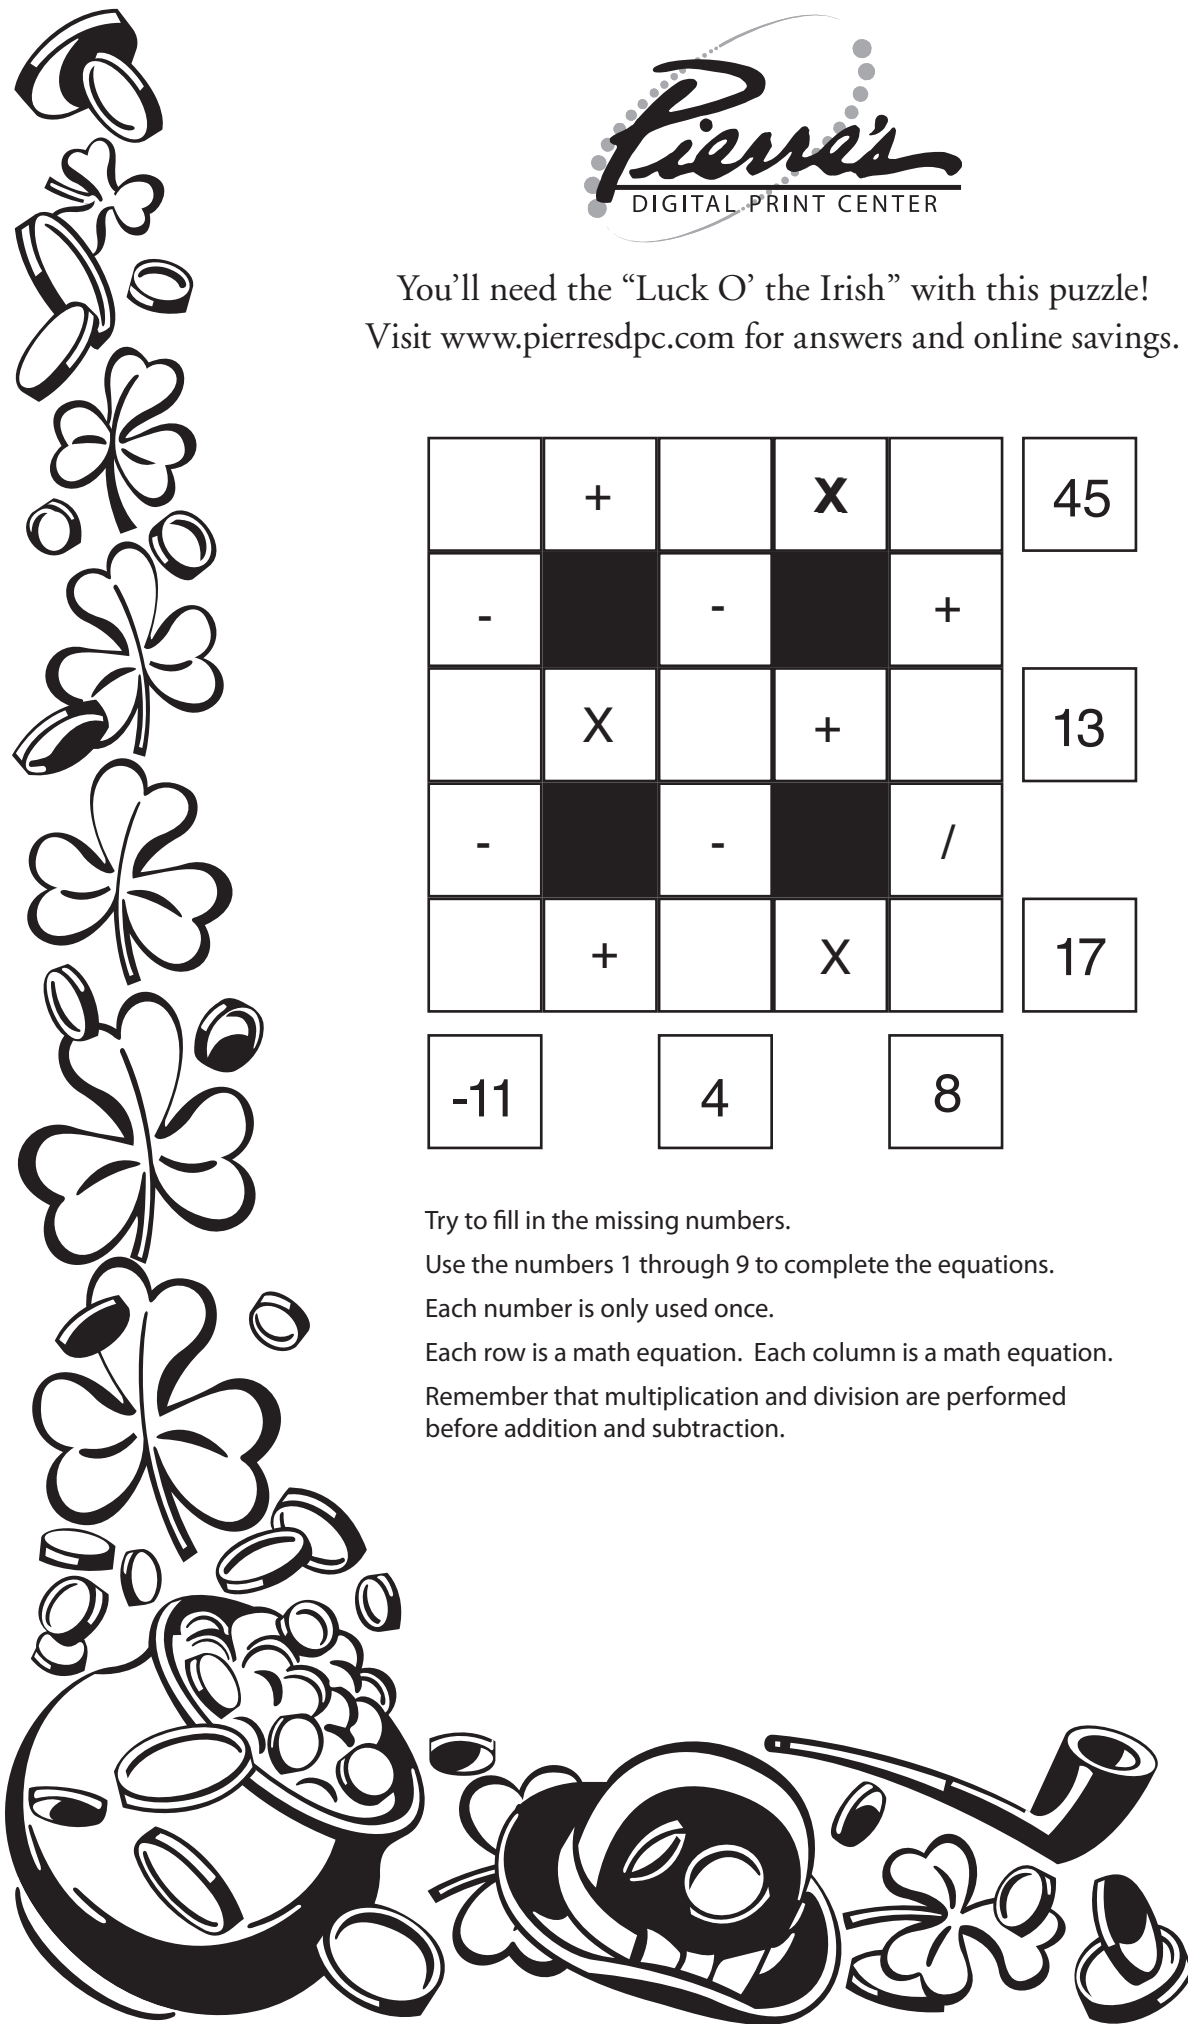 Pierre's
DIGITAL PRINT CENTER
You'll need the “Luck O' the Irish” with this puzzle!
Visit www.pierresdpc.com for answers and online savings.
+ X 45
- - +
X + 13
- - /
+ X 17
-11 4 8
Try to fill in the missing numbers.
Use the numbers 1 through 9 to complete the equations.
Each number is only used once.
Each row is a math equation.  Each column is a math equation.
Remember that multiplication and division are performed
before addition and subtraction.